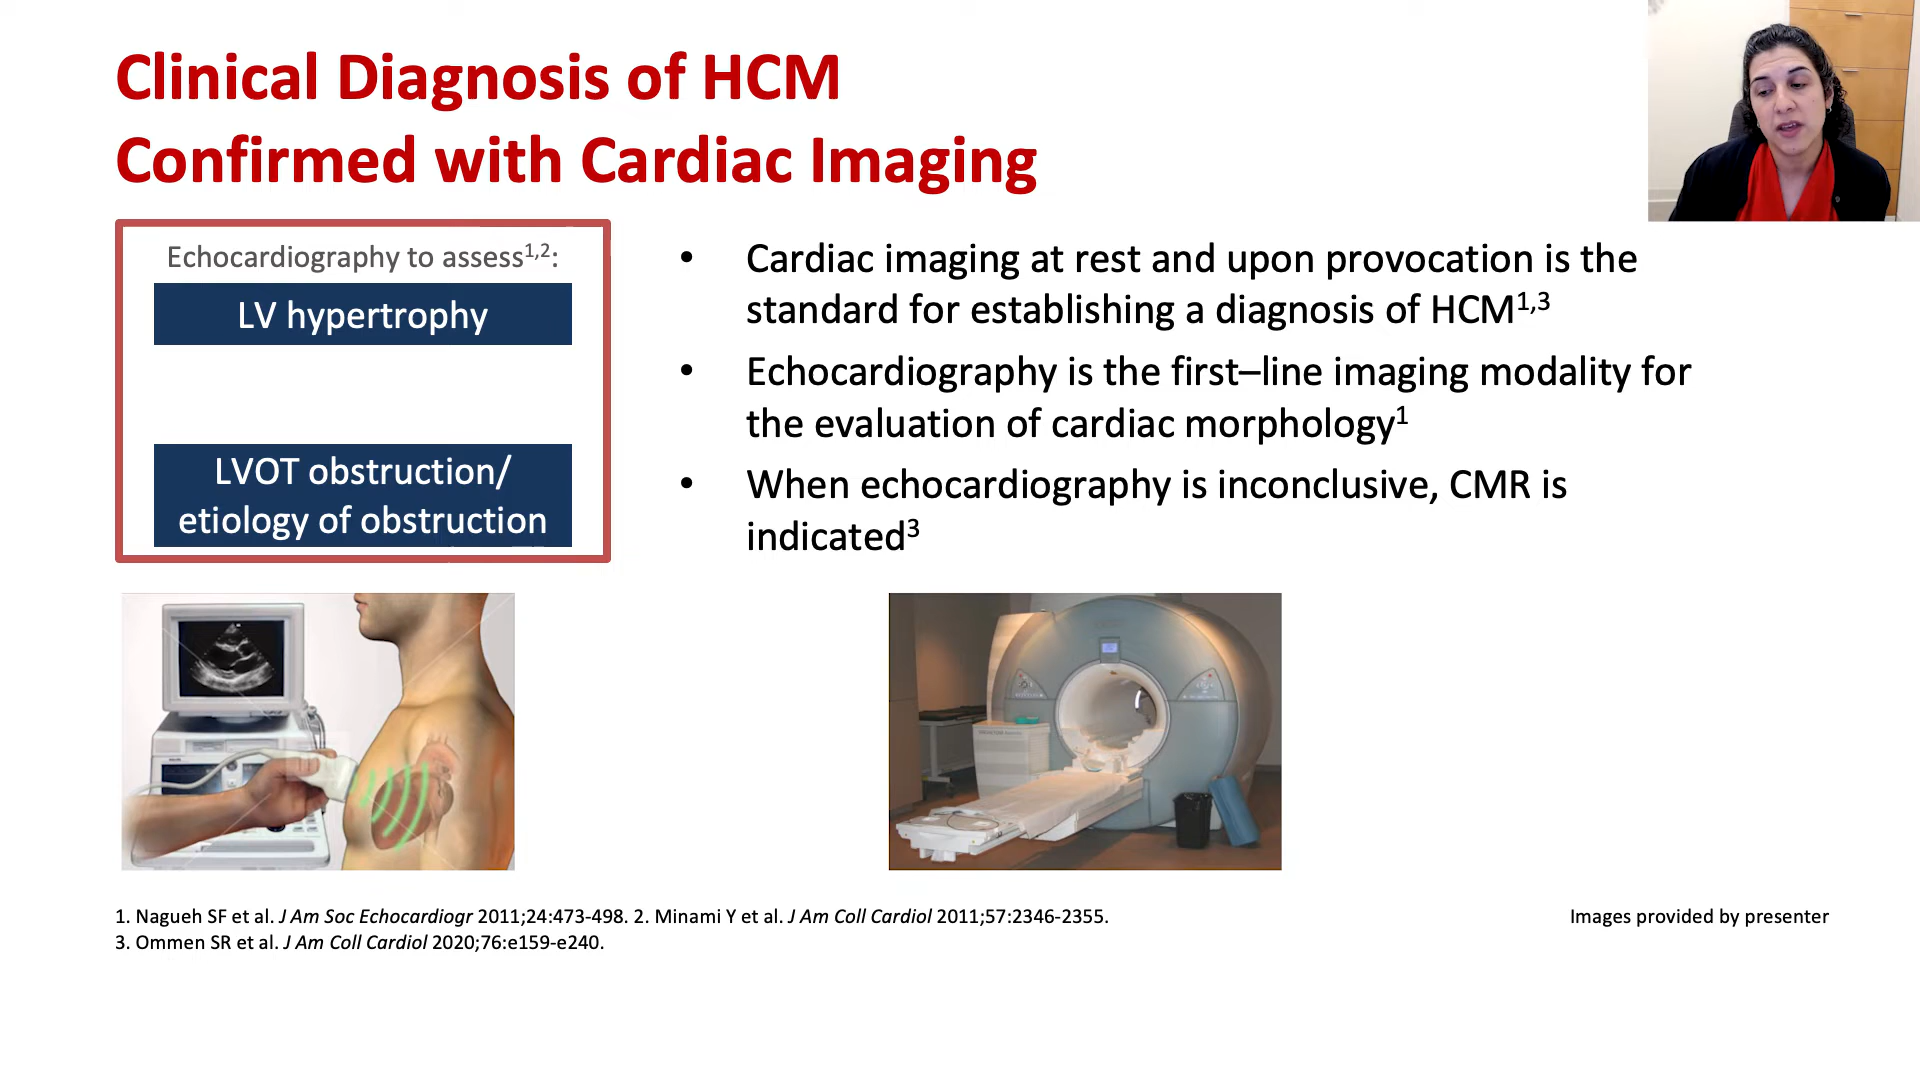 Clinical Diagnosis of HCM
Confirmed with Cardiac Imaging
Echocardiography to assess1,2:
LV hypertrophy
LVOT obstruction/
etiology of obstruction
• Cardiac imaging at rest and upon provocation is the
standard for establishing a diagnosis of HCM1,3
• Echocardiography is the first–line imaging modality for
the evaluation of cardiac morphology1
• When echocardiography is inconclusive, CMR is
indicated3
1. Nagueh SF et al. J Am Soc Echocardiogr 2011;24:473-498. 2. Minami Y et al. J Am Coll Cardiol 2011;57:2346-2355.
3. Ommen SR et al. J Am Coll Cardiol 2020;76:e159-e240.
Images provided by presenter